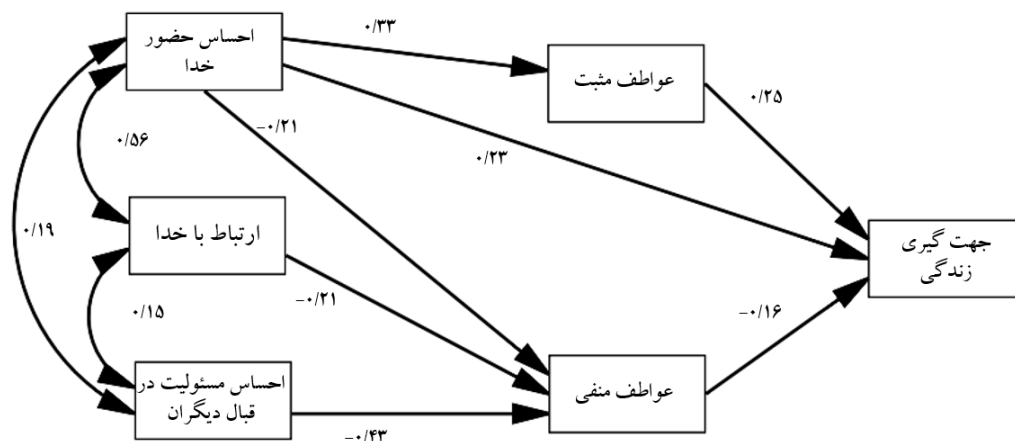 احساس حضور
خدا
۰/۳۳
عواطف مثبت
۰/۲۵
-۰/۲۱
۰/۲۳
۰/۵۶
ارتباط با خدا
۰/۱۹
جهت گیری
زندگی
-۰/۲۱
۰/۱۵
-۰/۱۶
احساس مسئولیت در
قبال دیگران
عواطف منفی
-۰/۴۳